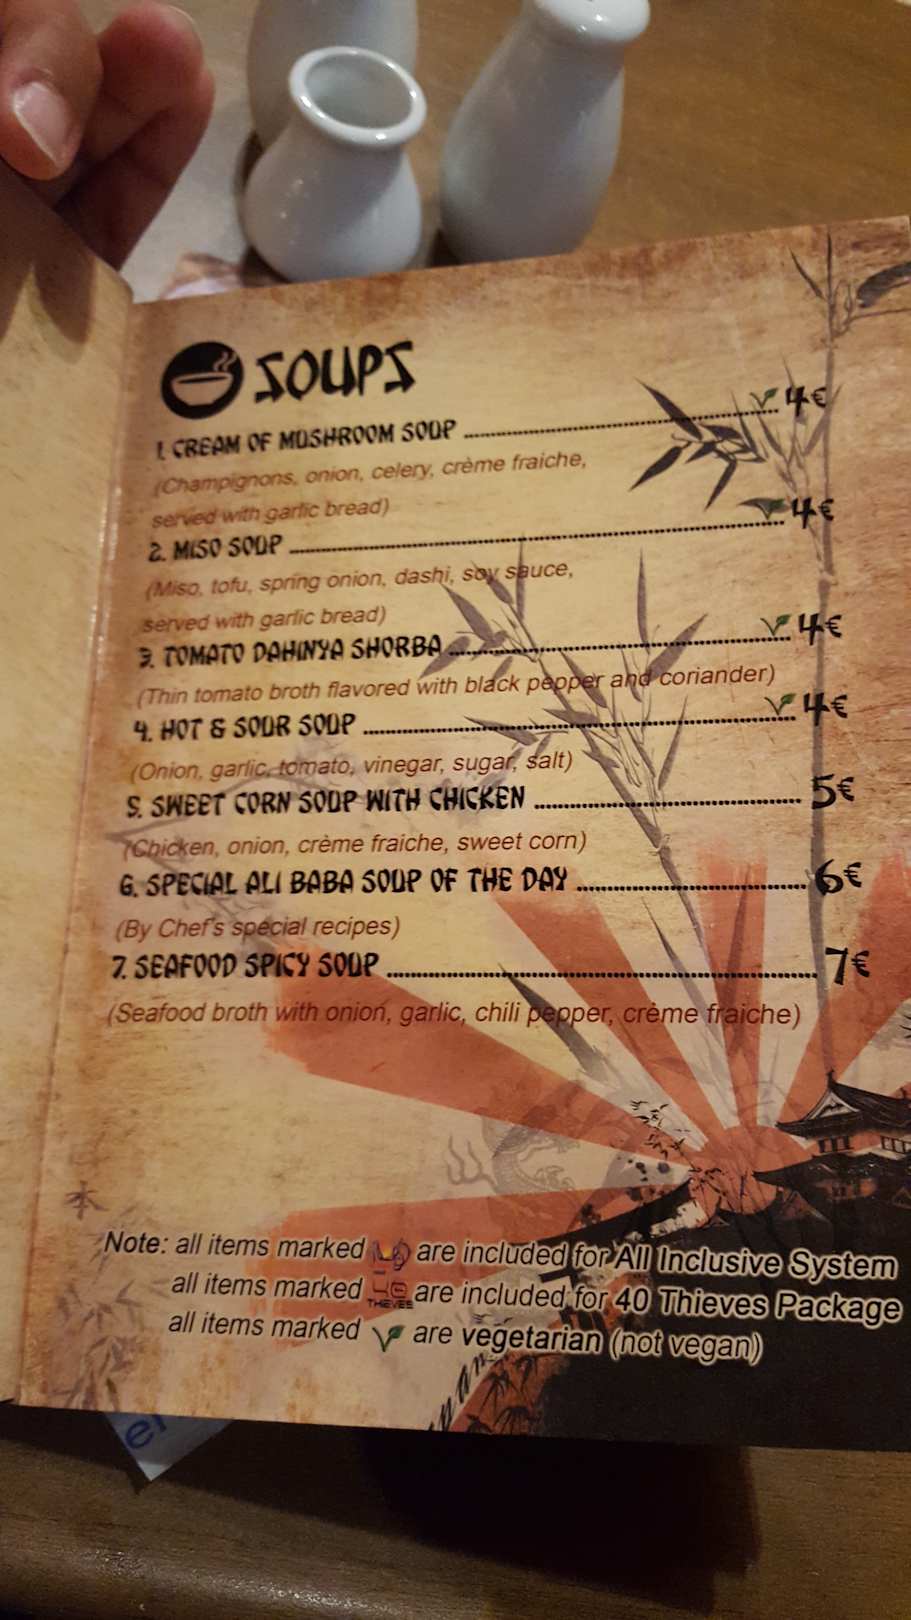 SOUPS
1. CREAM OF MUSHROOM SOUP ........ 4€
(Champignons, onion, celery, crème fraiche,
served with garlic bread)
2. MISO SOUP ........ 4€
(Miso, tofu, spring onion, dashi, soy sauce,
served with garlic bread)
3. TOMATO DAHINYA SHORBA ........ 4€
(Thin tomato broth flavored with black pepper and coriander)
4. HOT & SOUR SOUP ........ 4€
(Onion, garlic, tomato, vinegar, sugar, salt)
5. SWEET CORN SOUP WITH CHICKEN ........ 5€
(Chicken, onion, crème fraiche, sweet corn)
6. SPECIAL ALI BABA SOUP OF THE DAY ........ 6€
(By Chef's special recipes)
7. SEAFOOD SPICY SOUP ........ 7€
(Seafood broth with onion, garlic, chili pepper, crème fraiche)
本
Note: all items marked are included for All Inclusive System
all items marked 40 THIEVES are included for 40 Thieves Package
all items marked V are vegetarian (not vegan)
el